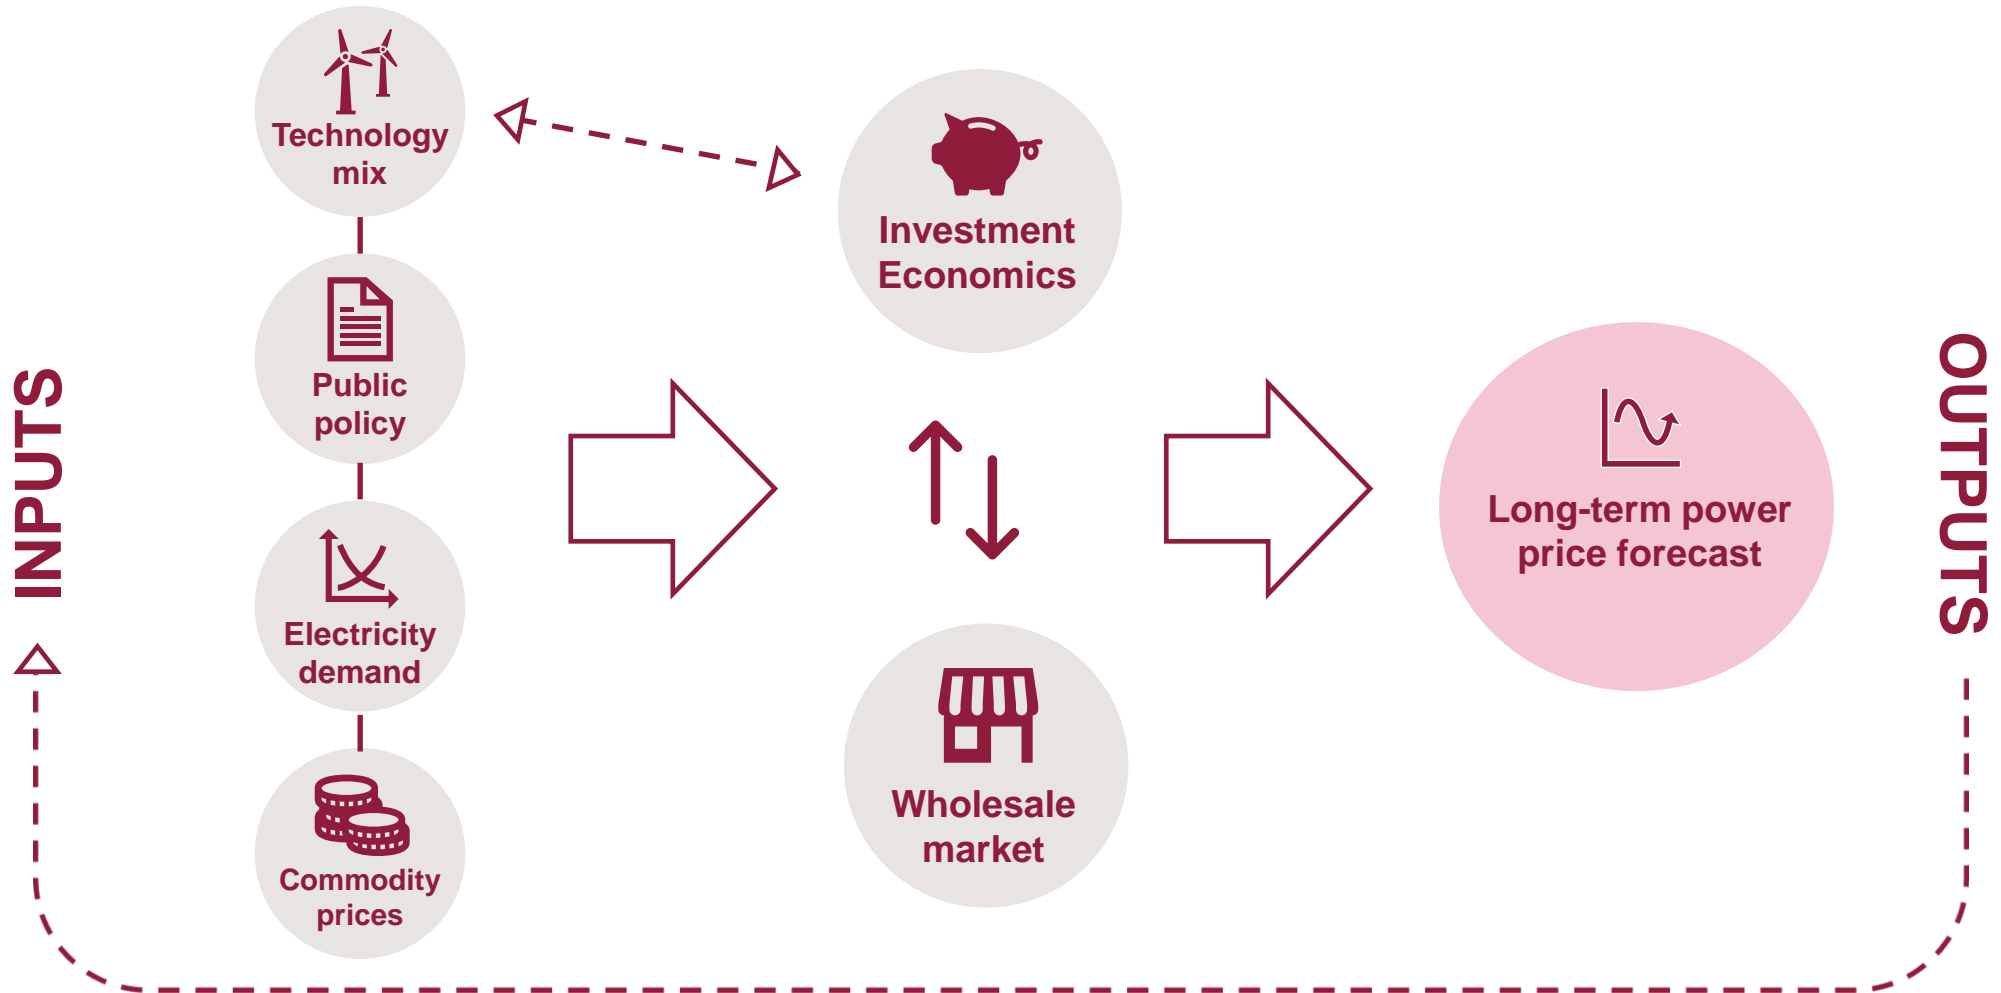 INPUTS
Technology
mix
Public
policy
Electricity
demand
Commodity
prices
Investment
Economics
Wholesale
market
Long-term power
price forecast
OUTPUTS